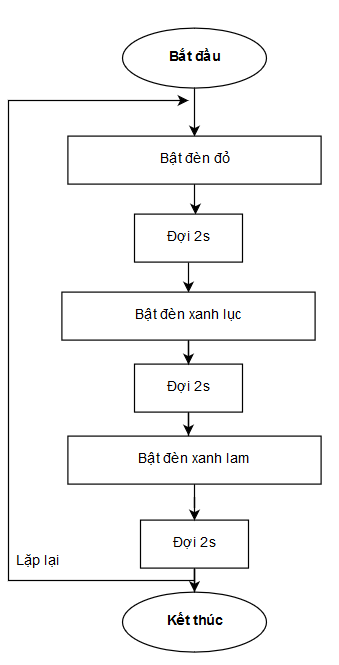 Bắt đầu
Bật đèn đỏ
Đợi 2s
Bật đèn xanh lục
Đợi 2s
Bật đèn xanh lam
Đợi 2s
Lặp lại
Kết thúc